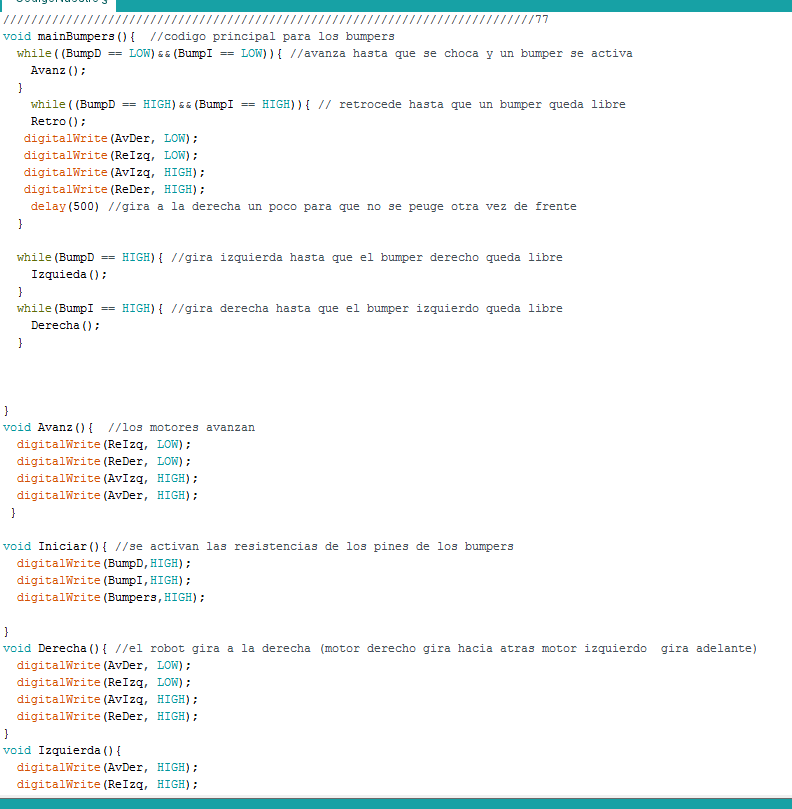 //////////////////////////////////////////////////////////////////////////////77
void mainBumpers(){  //codigo principal para los bumpers
  while((BumpD == LOW)&&(BumpI == LOW)){ //avanza hasta que se choca y un bumper se activa
    Avanz();
  }
    while((BumpD == HIGH)&&(BumpI == HIGH)){ // retrocede hasta que un bumper queda libre
    Retro();
   digitalWrite(AvDer, LOW);
   digitalWrite(ReIzq, LOW);
   digitalWrite(AvIzq, HIGH);
   digitalWrite(ReDer, HIGH);
    delay(500) //gira a la derecha un poco para que no se peuge otra vez de frente
  }
  while(BumpD == HIGH){ //gira izquierda hasta que el bumper derecho queda libre
    Izquieda();
  }
  while(BumpI == HIGH){ //gira derecha hasta que el bumper izquierdo queda libre
    Derecha();
  }
}
void Avanz(){  //los motores avanzan
  digitalWrite(ReIzq, LOW);
  digitalWrite(ReDer, LOW);
  digitalWrite(AvIzq, HIGH);
  digitalWrite(AvDer, HIGH);
 }
void Iniciar(){ //se activan las resistencias de los pines de los bumpers
  digitalWrite(BumpD,HIGH);
  digitalWrite(BumpI,HIGH);
  digitalWrite(Bumpers,HIGH);
}
void Derecha(){ //el robot gira a la derecha (motor derecho gira hacia atras motor izquierdo  gira adelante)
  digitalWrite(AvDer, LOW);
  digitalWrite(ReIzq, LOW);
  digitalWrite(AvIzq, HIGH);
  digitalWrite(ReDer, HIGH);
}
void Izquierda(){
  digitalWrite(AvDer, HIGH);
  digitalWrite(ReIzq, HIGH);